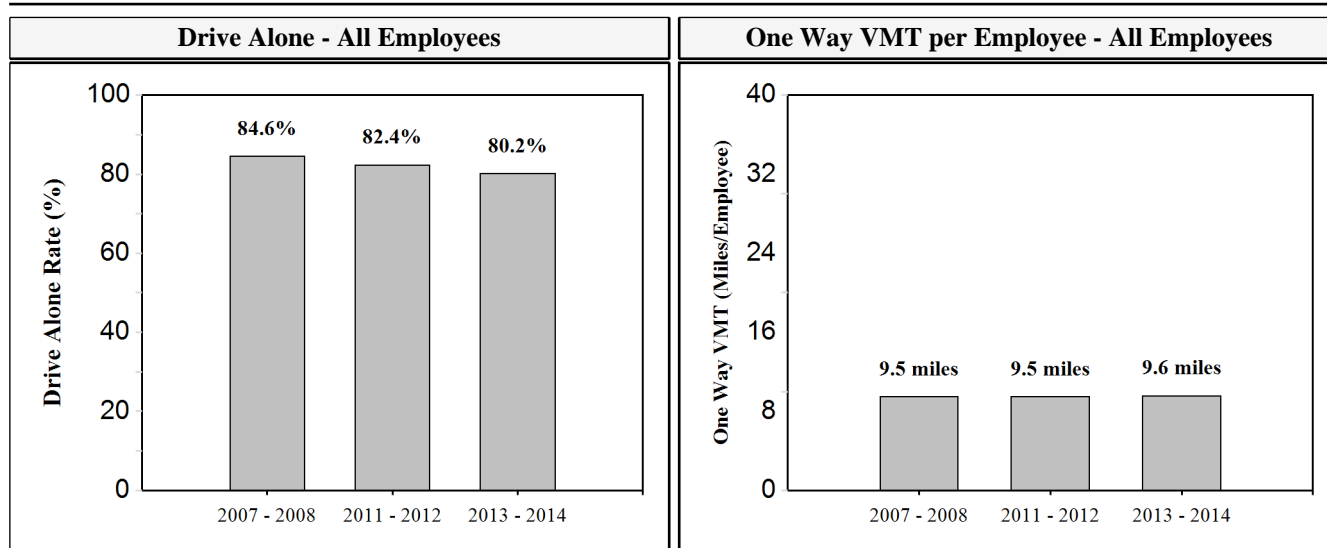 Drive Alone - All Employees
One Way VMT per Employee - All Employees
Drive Alone Rate (%)
100
80
60
40
20
0
84.6%
82.4%
80.2%
2007 - 2008
2011 - 2012
2013 - 2014
One Way VMT (Miles/Employee)
40
32
24
16
8
0
9.5 miles
9.5 miles
9.6 miles
2007 - 2008
2011 - 2012
2013 - 2014